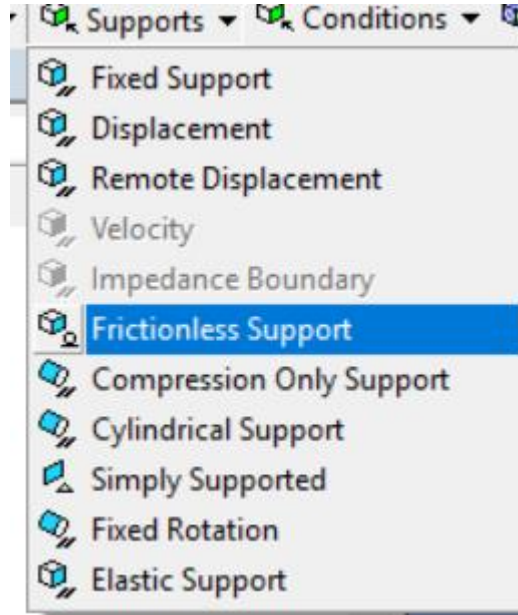 Supports Conditions
Fixed Support
Displacement
Remote Displacement
Velocity
Impedance Boundary
Frictionless Support
Compression Only Support
Cylindrical Support
Simply Supported
Fixed Rotation
Elastic Support